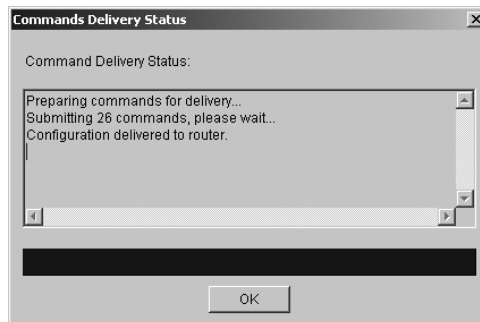 Commands Delivery Status
Command Delivery Status:
Preparing commands for delivery...
Submitting 26 commands, please wait...
Configuration delivered to router.
OK